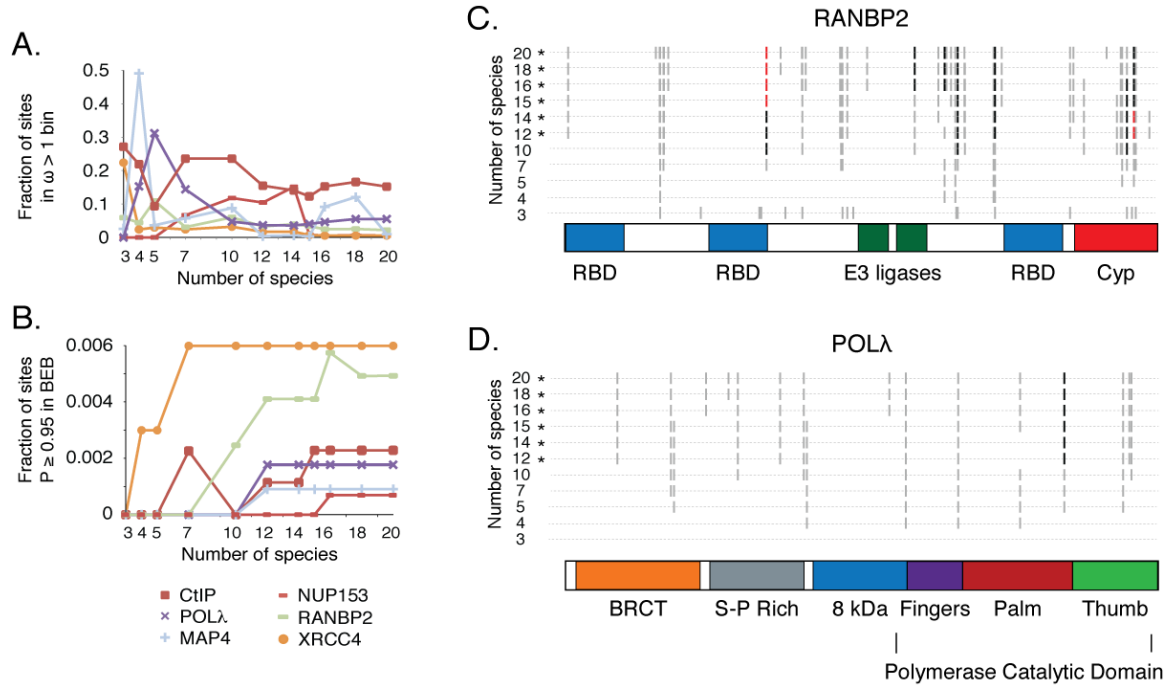 A.
Fraction of sites
in ω > 1 bin
0.5
0.4
0.3
0.2
0.1
0
3 4 5 7 10 12 14 16 20
Number of species
B.
Fraction of sites
P ≥ 0.95 in BEB
0.006
0.004
0.002
0
3 4 5 7 10 12 14 16 20
Number of species
CtIP
POLλ
MAP4
NUP153
RANBP2
XRCC4
C.
RANBP2
Number of species
20 *
18 *
16 *
15 *
14 *
12 *
10
7
5
4
3
RBD RBD E3 ligases RBD Cyp
D.
POLλ
Number of species
20 *
18 *
16 *
15 *
14 *
12 *
10
7
5
4
3
BRCT S-P Rich 8 kDa Fingers Palm Thumb
Polymerase Catalytic Domain